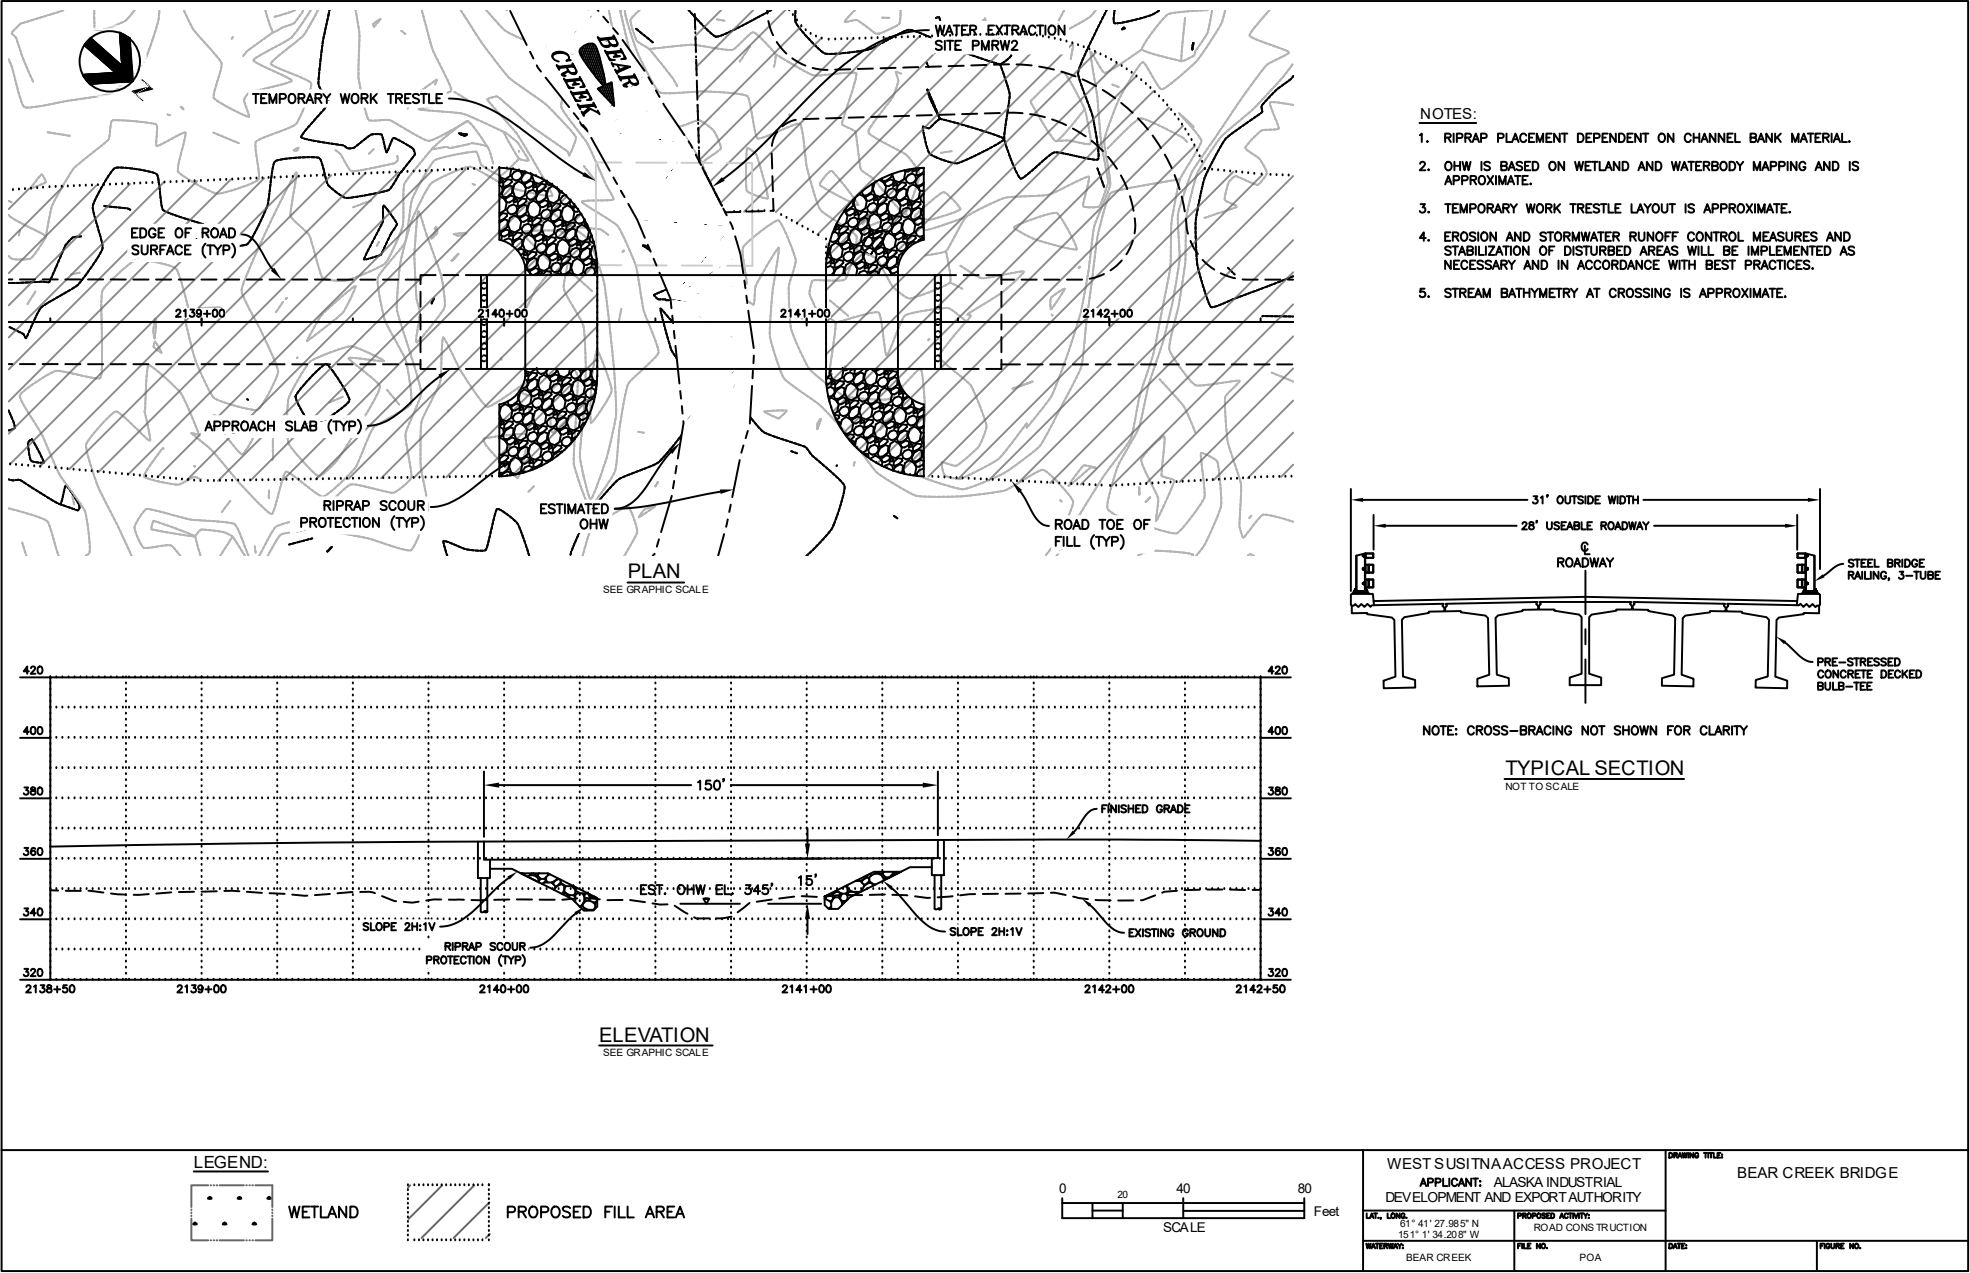 Z
BEAR
CREEK
WATER EXTRACTION
SITE PMRW2
TEMPORARY WORK TRESTLE
EDGE OF ROAD
SURFACE (TYP)
2139+00
2140+00
2141+00
2142+00
APPROACH SLAB (TYP)
RIPRAP SCOUR
PROTECTION (TYP)
ESTIMATED
OHW
ROAD TOE OF
FILL (TYP)
PLAN
SEE GRAPHIC SCALE
NOTES:
1. RIPRAP PLACEMENT DEPENDENT ON CHANNEL BANK MATERIAL.
2. OHW IS BASED ON WETLAND AND WATERBODY MAPPING AND IS
APPROXIMATE.
3. TEMPORARY WORK TRESTLE LAYOUT IS APPROXIMATE.
4. EROSION AND STORMWATER RUNOFF CONTROL MEASURES AND
STABILIZATION OF DISTURBED AREAS WILL BE IMPLEMENTED AS
NECESSARY AND IN ACCORDANCE WITH BEST PRACTICES.
5. STREAM BATHYMETRY AT CROSSING IS APPROXIMATE.
31' OUTSIDE WIDTH
28' USEABLE ROADWAY
℄
ROADWAY
STEEL BRIDGE
RAILING, 3-TUBE
PRE-STRESSED
CONCRETE DECKED
BULB-TEE
NOTE: CROSS-BRACING NOT SHOWN FOR CLARITY
TYPICAL SECTION
NOT TO SCALE
420 420
400 400
380 380
360 360
340 340
320 320
150'
FINISHED GRADE
EST. OHW EL. 345'
15'
SLOPE 2H:1V
RIPRAP SCOUR
PROTECTION (TYP)
SLOPE 2H:1V
EXISTING GROUND
2138+50 2139+00 2140+00 2141+00 2142+00 2142+50
ELEVATION
SEE GRAPHIC SCALE
LEGEND:
WETLAND
PROPOSED FILL AREA
0 20 40 80
Feet
SCALE
WEST SUSITNA ACCESS PROJECT
APPLICANT: ALASKA INDUSTRIAL
DEVELOPMENT AND EXPORT AUTHORITY
LAT., LONG.
61° 41' 27.985" N
151° 1' 34.208" W
PROPOSED ACTIVITY:
ROAD CONSTRUCTION
WATERWAY:
BEAR CREEK
FILE NO.
POA
DRAWING TITLE:
BEAR CREEK BRIDGE
DATE:
FIGURE NO.